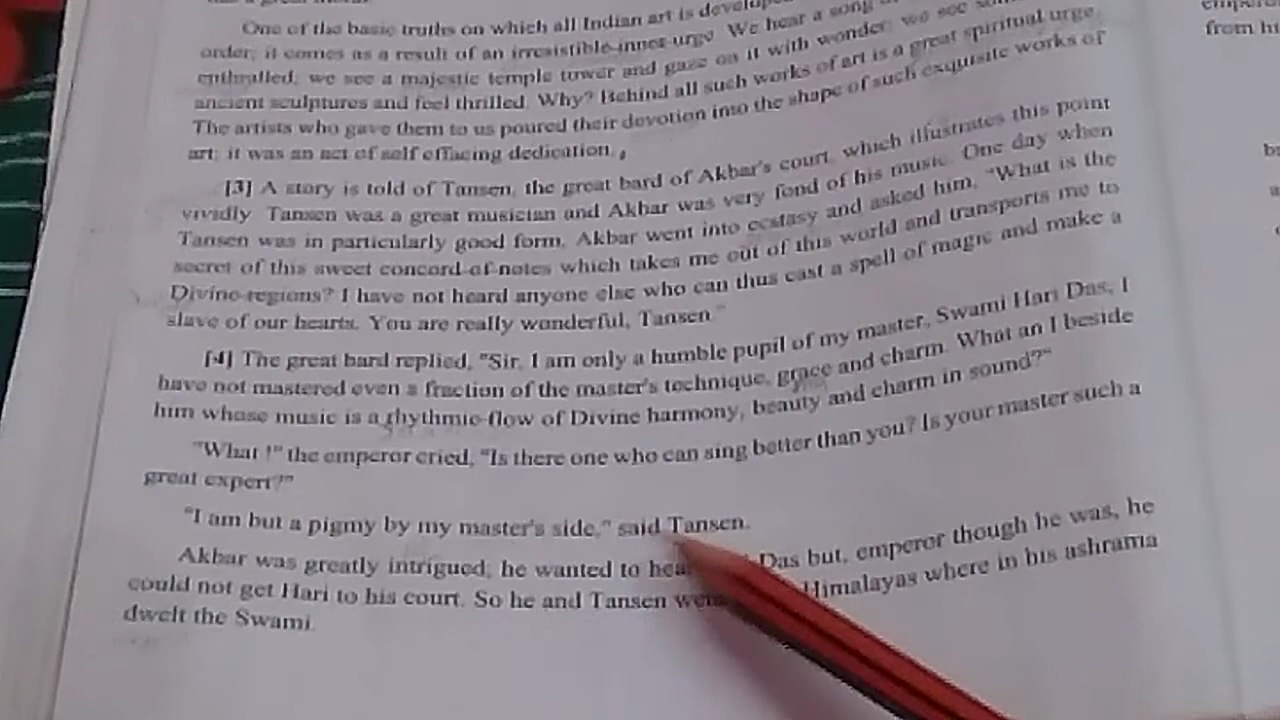 One of the basic truths on which all Indian art is
order; it comes as a result of an irresistible inner urge We hear a song
enthralled; we see a majestic temple tower and gaze on it with wonder; we see
ancient sculptures and feel thrilled. Why? Behind all such works of art is a great spiritual urge.
The artists who gave them to us poured their devotion into the shape of such exquisite works of
art; it was an act of self effacing dedication.
[3] A story is told of Tansen, the great bard of Akbar's court, which illustrates this point
vividly Tansen was a great musician and Akbar was very fond of his music. One day when
Tansen was in particularly good form, Akbar went into ecstasy and asked him, "What is the
secret of this sweet concord-of-notes which takes me out of this world and transports me to
Divine-regions? I have not heard anyone else who can thus cast a spell of magic and make a
slave of our hearts. You are really wonderful, Tansen."
[4] The great bard replied, "Sir, I am only a humble pupil of my master, Swami Hari Das; I
have not mastered even a fraction of the master's technique, grace and charm. What an I beside
him whose music is a rhythmic-flow of Divine harmony, beauty and charm in sound?"
"What !" the emperor cried, "Is there one who can sing better than you? Is your master such a
great expert?"
"I am but a pigmy by my master's side," said Tansen.
Akbar was greatly intrigued; he wanted to hear Das but, emperor though he was, he
could not get Hari to his court. So he and Tansen Himalayas where in his ashrama
dwelt the Swami.
from